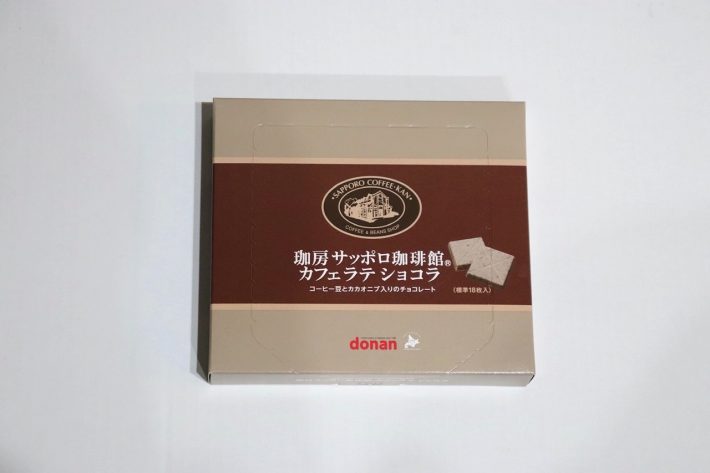 SAPPORO COFFEE・KAN
COFFEE & BEANS SHOP
珈房サッポロ珈琲館®
カフェラテ ショコラ
コーヒー豆とカカオニブ入りのチョコレート
(標準18枚入)
donan